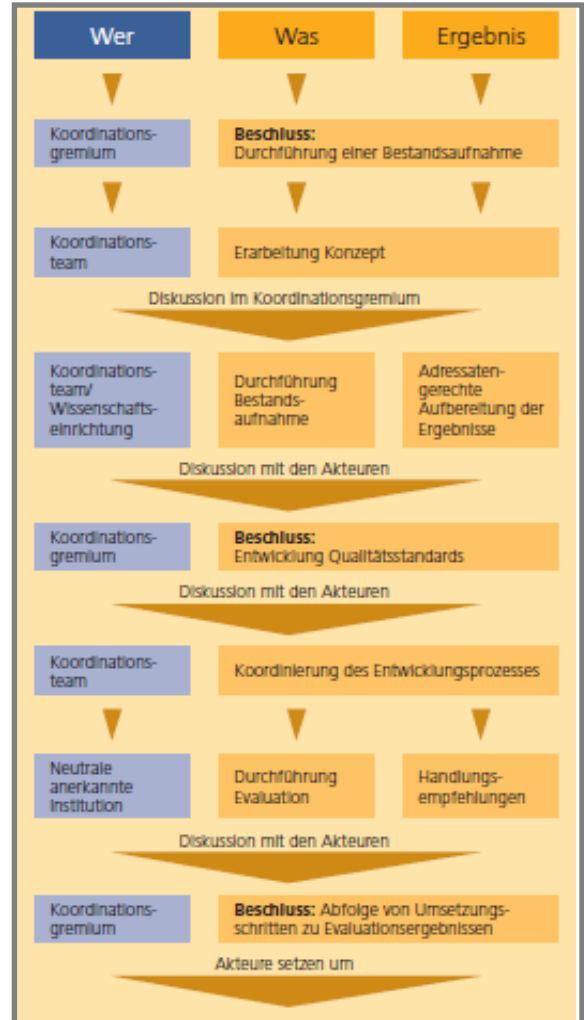 Wer
Was
Ergebnis
Koordinations-
gremium
Beschluss:
Durchführung einer Bestandsaufnahme
Koordinations-
team
Erarbeitung Konzept
Diskussion im Koordinationsgremium
Koordinations-
team/
Wissenschafts-
einrichtung
Durchführung
Bestands-
aufnahme
Adressaten-
gerechte
Aufbereitung der
Ergebnisse
Diskussion mit den Akteuren
Koordinations-
gremium
Beschluss:
Entwicklung Qualitätsstandards
Diskussion mit den Akteuren
Koordinations-
team
Koordinierung des Entwicklungsprozesses
Neutrale
anerkannte
Institution
Durchführung
Evaluation
Handlungs-
empfehlungen
Diskussion mit den Akteuren
Koordinations-
gremium
Beschluss: Abfolge von Umsetzungs-
schritten zu Evaluationsergebnissen
Akteure setzen um